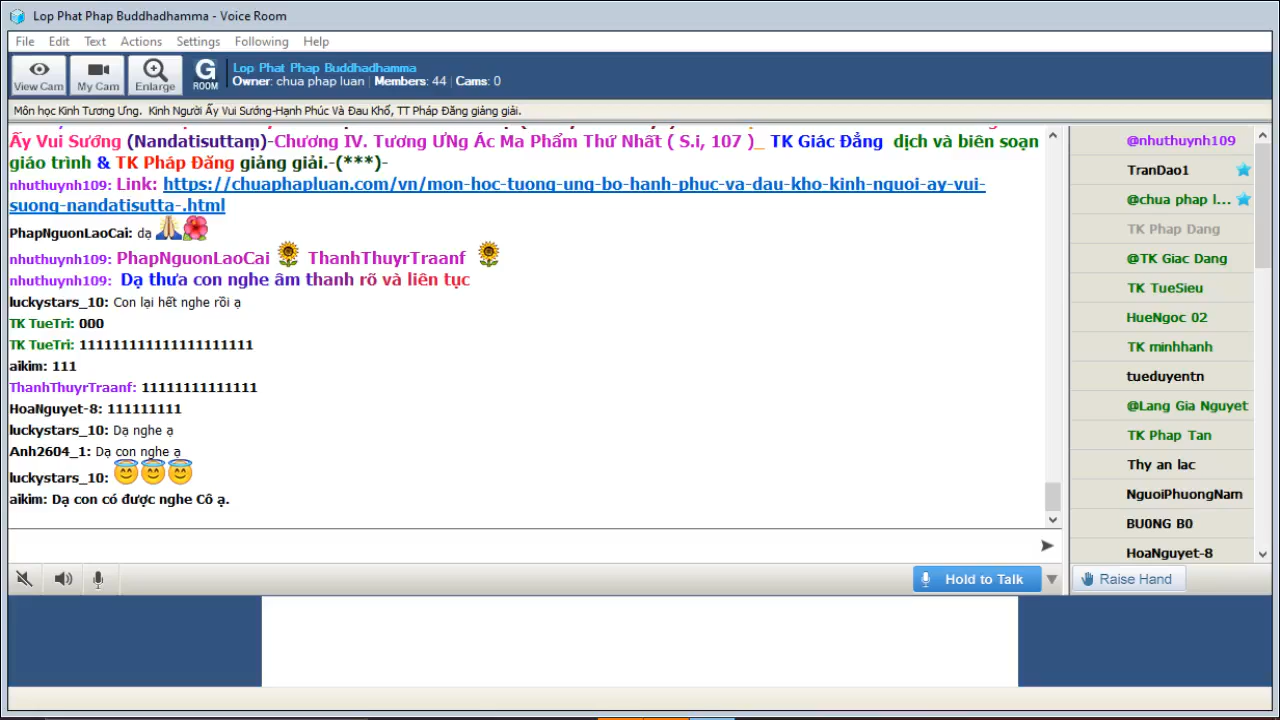 Lop Phat Phap Buddhadhamma - Voice Room
File Edit Text Actions Settings Following Help
View Cam My Cam Enlarge G ROOM
Lop Phat Phap Buddhadhamma
Owner: chua phap luan | Members: 44 | Cams: 0
Môn học Kinh Tương Ưng. Kinh Người Ấy Vui Sướng-Hạnh Phúc Và Đau Khổ, TT Pháp Đăng giảng giải.
Ấy Vui Sướng (Nandatisuttaṃ)-Chương IV. Tương ƯNg Ác Ma Phẩm Thứ Nhất ( S.i, 107 )_ TK Giác Đẳng dịch và biên soạn
giáo trình & TK Pháp Đăng giảng giải.-(***)-
nhuthuynh109: Link: https://chuaphapluan.com/vn/mon-hoc-tuong-ung-bo-hanh-phuc-va-dau-kho-kinh-nguoi-ay-vui-
suong-nandatisutta-.html
PhapNguonLaoCai: dạ
nhuthuynh109: PhapNguonLaoCai ThanhThuyrTraanf
nhuthuynh109: Dạ thưa con nghe âm thanh rõ và liên tục
luckystars_10: Con lại hết nghe rồi ạ
TK TueTri: 000
TK TueTri: 111111111111111111111
aikim: 111
ThanhThuyrTraanf: 11111111111111
HoaNguyet-8: 111111111
luckystars_10: Dạ nghe ạ
Anh2604_1: Dạ con nghe ạ
luckystars_10:
aikim: Dạ con có được nghe Cô ạ.
@nhuthuynh109
TranDao1
@chua phap l...
TK Phap Dang
@TK Giac Dang
TK TueSieu
HueNgoc 02
TK minhhanh
tueduyentn
@Lang Gia Nguyet
TK Phap Tan
Thy an lac
NguoiPhuongNam
BU0NG B0
HoaNguyet-8
Hold to Talk
Raise Hand